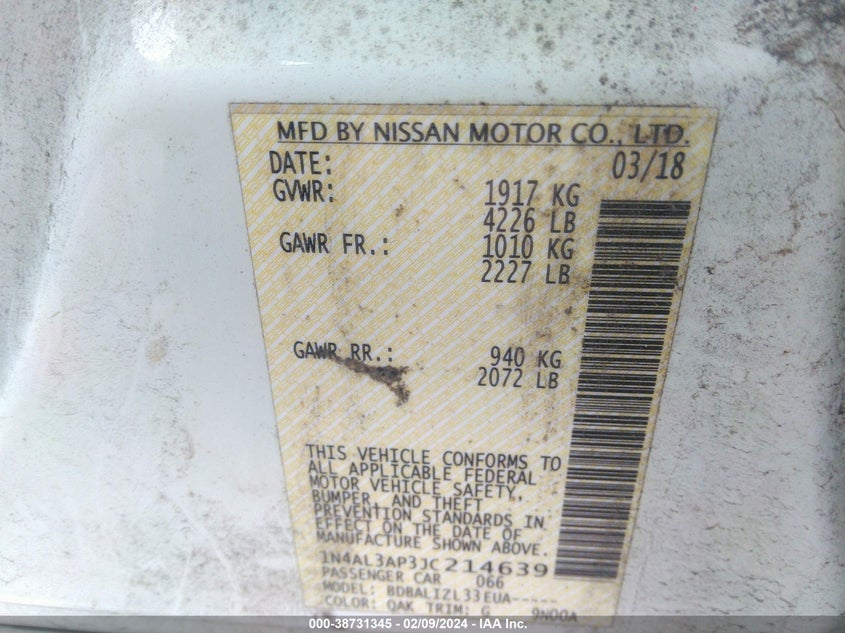 MFD BY NISSAN MOTOR CO., LTD.
DATE: 03/18
GVWR: 1917 KG
4226 LB
GAWR FR.: 1010 KG
2227 LB
GAWR RR.: 940 KG
2072 LB
THIS VEHICLE CONFORMS TO
ALL APPLICABLE FEDERAL
MOTOR VEHICLE SAFETY,
BUMPER, AND THEFT
PREVENTION STANDARDS IN
EFFECT ON THE DATE OF
MANUFACTURE SHOWN ABOVE.
1N4AL3AP3JC214639
PASSENGER CAR 066
MODEL: BDBALIZL33EUA-----
COLOR: QAK TRIM: G 9N00A
000-38731345 - 02/09/2024 - IAA Inc.